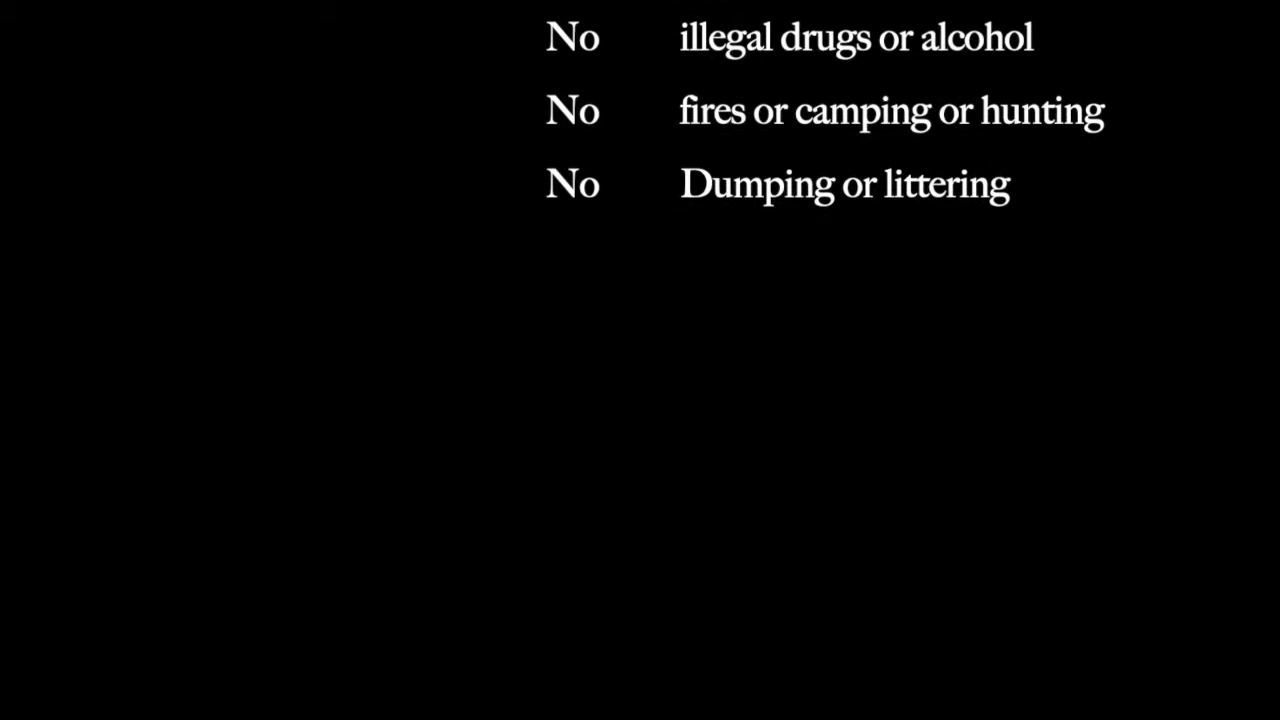 No illegal drugs or alcohol
No fires or camping or hunting
No Dumping or littering